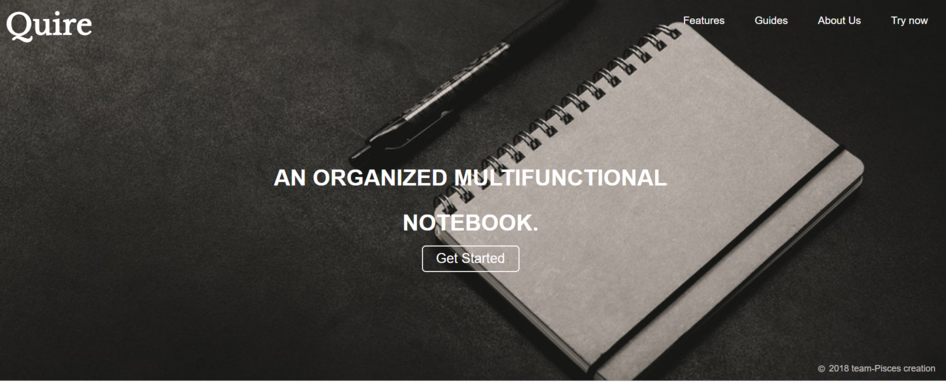 Quire
Features Guides About Us Try now
AN ORGANIZED MULTIFUNCTIONAL
NOTEBOOK.
Get Started
© 2018 team-Pisces creation